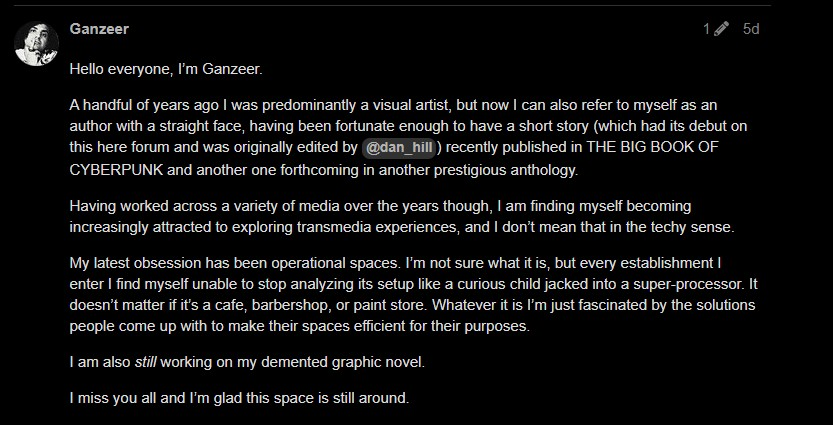 Ganzeer
1 5d
Hello everyone, I'm Ganzeer.
A handful of years ago I was predominantly a visual artist, but now I can also refer to myself as an
author with a straight face, having been fortunate enough to have a short story (which had its debut on
this here forum and was originally edited by @dan_hill) recently published in THE BIG BOOK OF
CYBERPUNK and another one forthcoming in another prestigious anthology.
Having worked across a variety of media over the years though, I am finding myself becoming
increasingly attracted to exploring transmedia experiences, and I don't mean that in the techy sense.
My latest obsession has been operational spaces. I'm not sure what it is, but every establishment I
enter I find myself unable to stop analyzing its setup like a curious child jacked into a super-processor. It
doesn't matter if it's a cafe, barbershop, or paint store. Whatever it is I'm just fascinated by the solutions
people come up with to make their spaces efficient for their purposes.
I am also still working on my demented graphic novel.
I miss you all and I'm glad this space is still around.